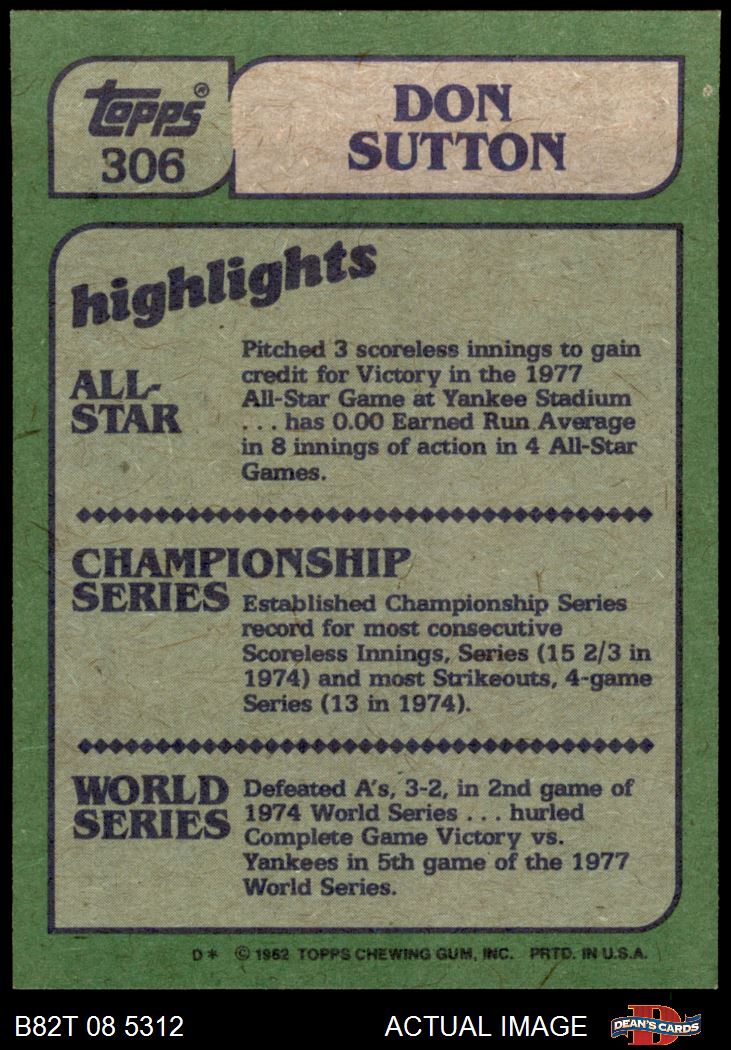 topps®
306
DON
SUTTON
highlights
ALL-
STAR
Pitched 3 scoreless innings to gain
credit for Victory in the 1977
All-Star Game at Yankee Stadium
. . . has 0.00 Earned Run Average
in 8 innings of action in 4 All-Star
Games.
CHAMPIONSHIP
SERIES
Established Championship Series
record for most consecutive
Scoreless Innings, Series (15 2/3 in
1974) and most Strikeouts, 4-game
Series (13 in 1974).
WORLD
SERIES
Defeated A's, 3-2, in 2nd game of
1974 World Series . . . hurled
Complete Game Victory vs.
Yankees in 5th game of the 1977
World Series.
D* © 1982 TOPPS CHEWING GUM, INC. PRTD. IN U.S.A.
B82T 08 5312
ACTUAL IMAGE
D
DEAN'S CARDS